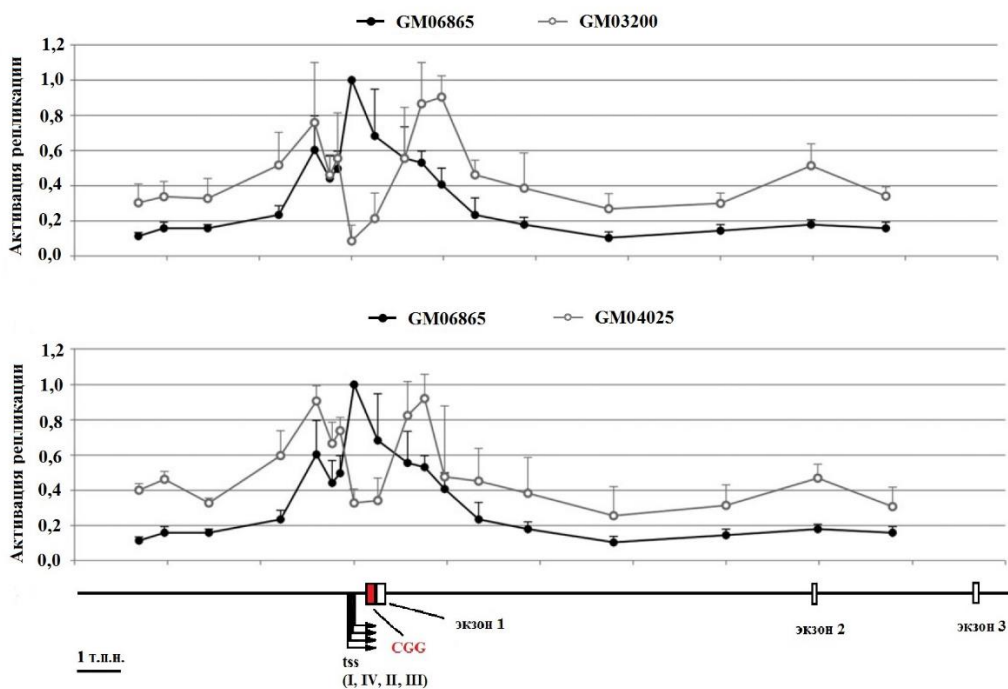 GM06865 GM03200
Активация репликации
1,2
1,0
0,8
0,6
0,4
0,2
0,0
GM06865 GM04025
Активация репликации
1,2
1,0
0,8
0,6
0,4
0,2
0,0
экзон 1
CGG
экзон 2
экзон 3
tss
(I, IV, II, III)
1 т.п.н.